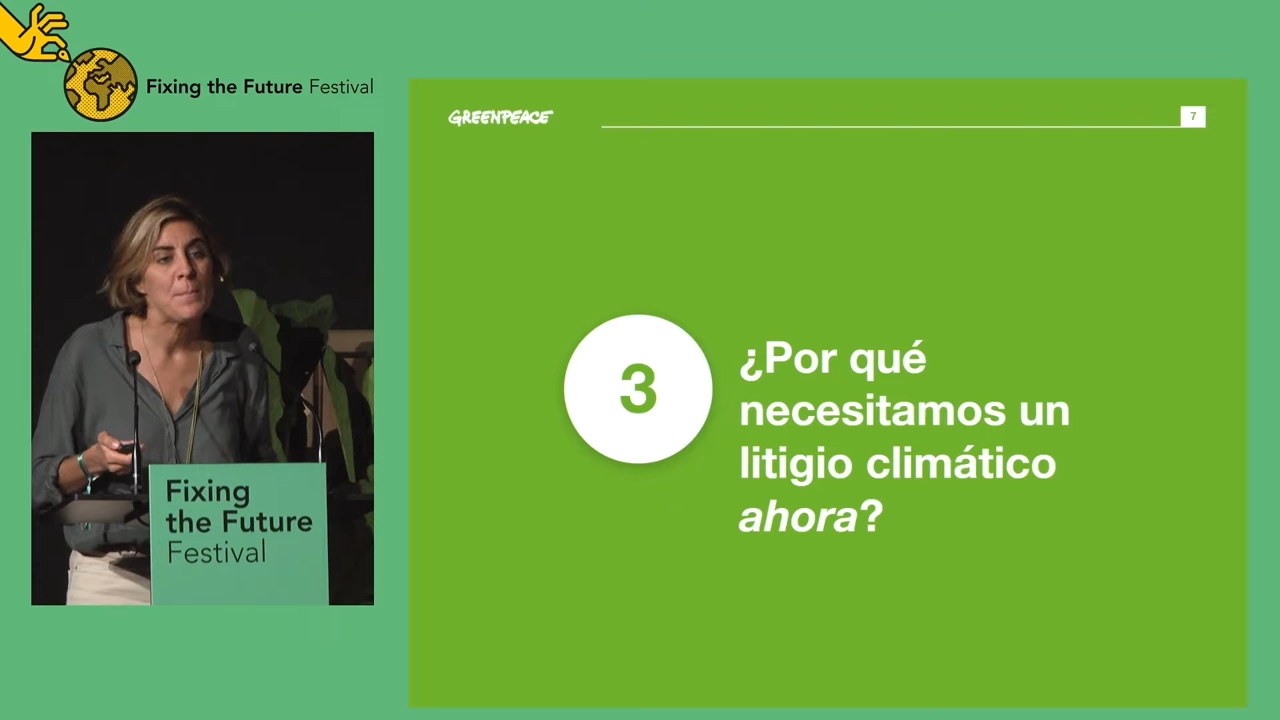 Fixing the Future Festival
GREENPEACE
7
3
¿Por qué
necesitamos un
litigio climático
ahora?
Fixing
the Future
Festival